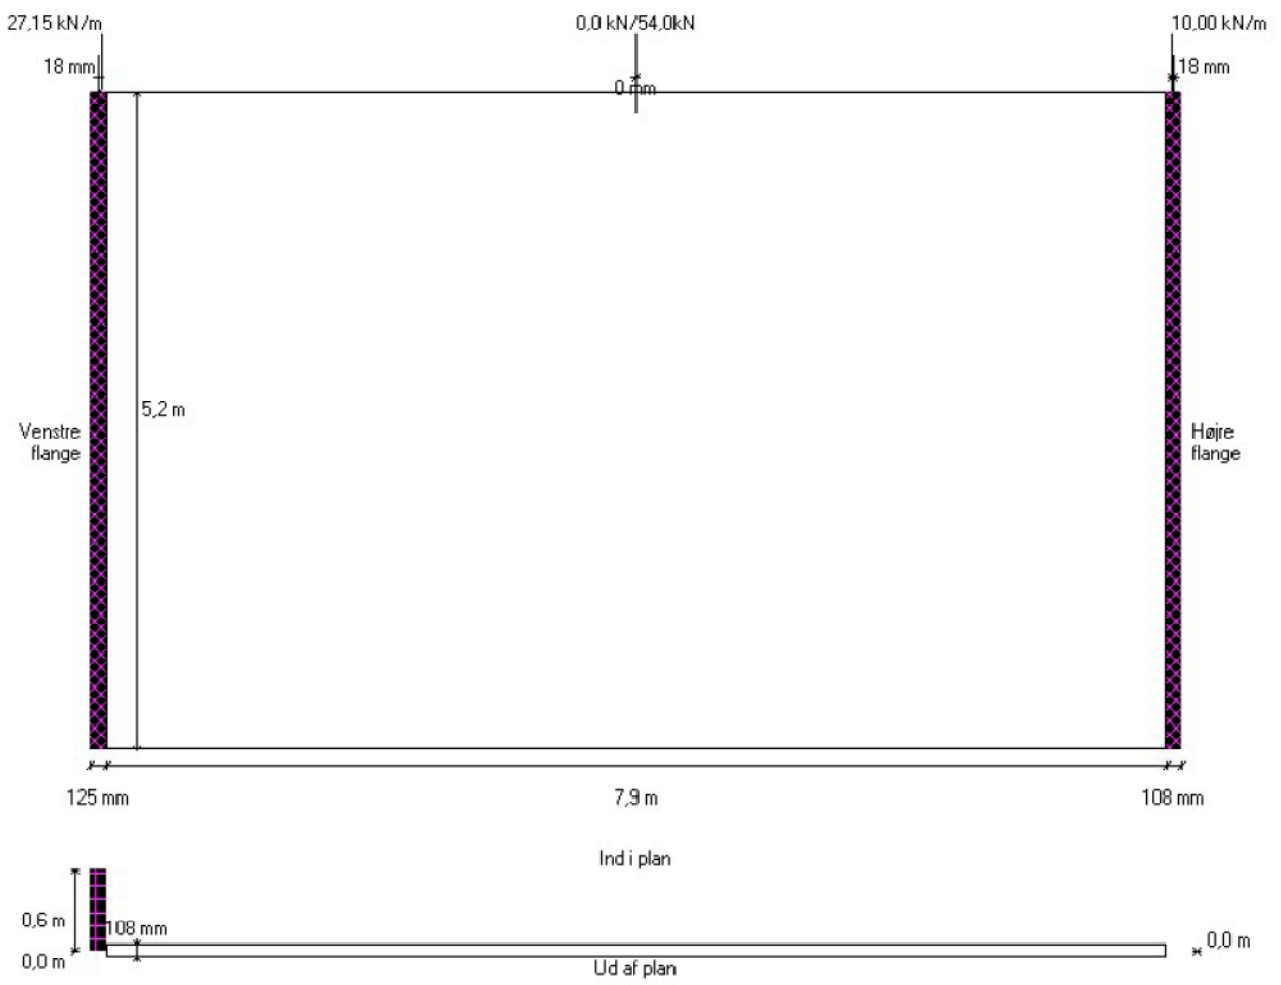 27,15 kN/m
0,0 kN/54,0kN
10,00 kN/m
18 mm
18 mm
0 mm
5,2 m
Venstre
flange
Højre
flange
125 mm
7,9 m
108 mm
Ind i plan
0,6 m
108 mm
0,0 m
0,0 m
Ud af plan